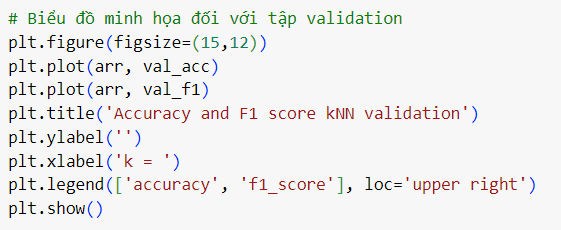 # Biểu đồ minh họa đối với tập validation
plt.figure(figsize=(15,12))
plt.plot(arr, val_acc)
plt.plot(arr, val_f1)
plt.title('Accuracy and F1 score kNN validation')
plt.ylabel('')
plt.xlabel('k = ')
plt.legend(['accuracy', 'f1_score'], loc='upper right')
plt.show()